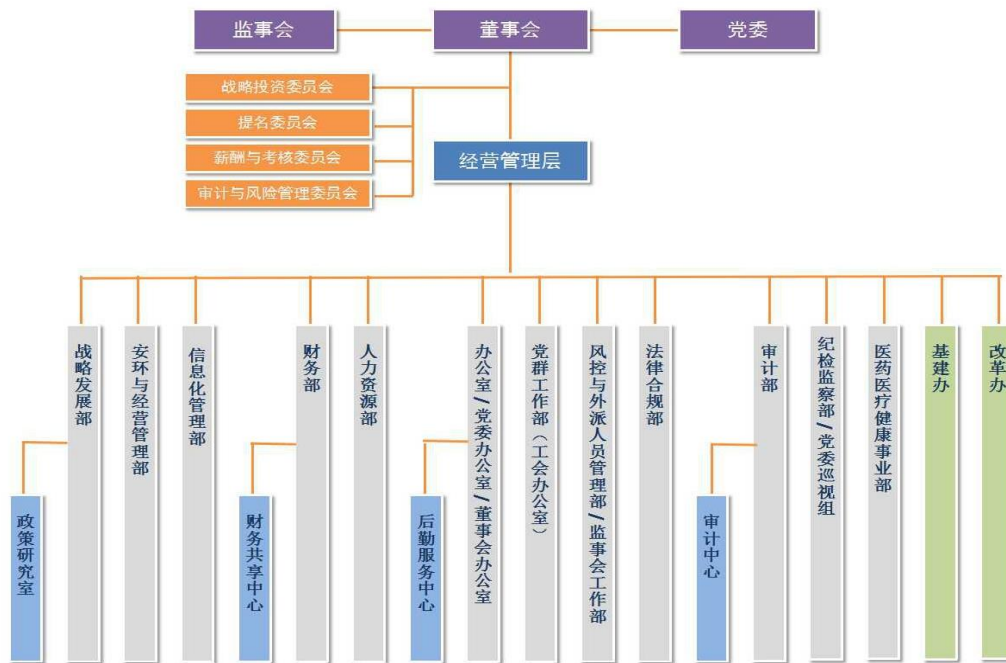 监事会
董事会
党委
战略投资委员会
提名委员会
薪酬与考核委员会
审计与风险管理委员会
经营管理层
战略发展部
安环与经营管理部
信息化管理部
财务部
人力资源部
办公室/党委办公室/董事会办公室
党群工作部（工会办公室）
风控与外派人员管理部/监事会工作部
法律合规部
审计部
纪检监察部/党委巡视组
医药医疗健康事业部
基建办
改革办
政策研究室
财务共享中心
后勤服务中心
审计中心